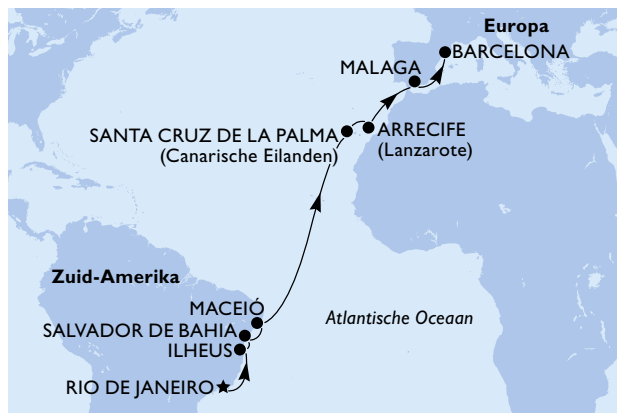 Europa
BARCELONA
MALAGA
SANTA CRUZ DE LA PALMA
(Canarische Eilanden)
ARRECIFE
(Lanzarote)
Zuid-Amerika
MACEIÓ
SALVADOR DE BAHIA
ILHEUS
Atlantische Oceaan
RIO DE JANEIRO